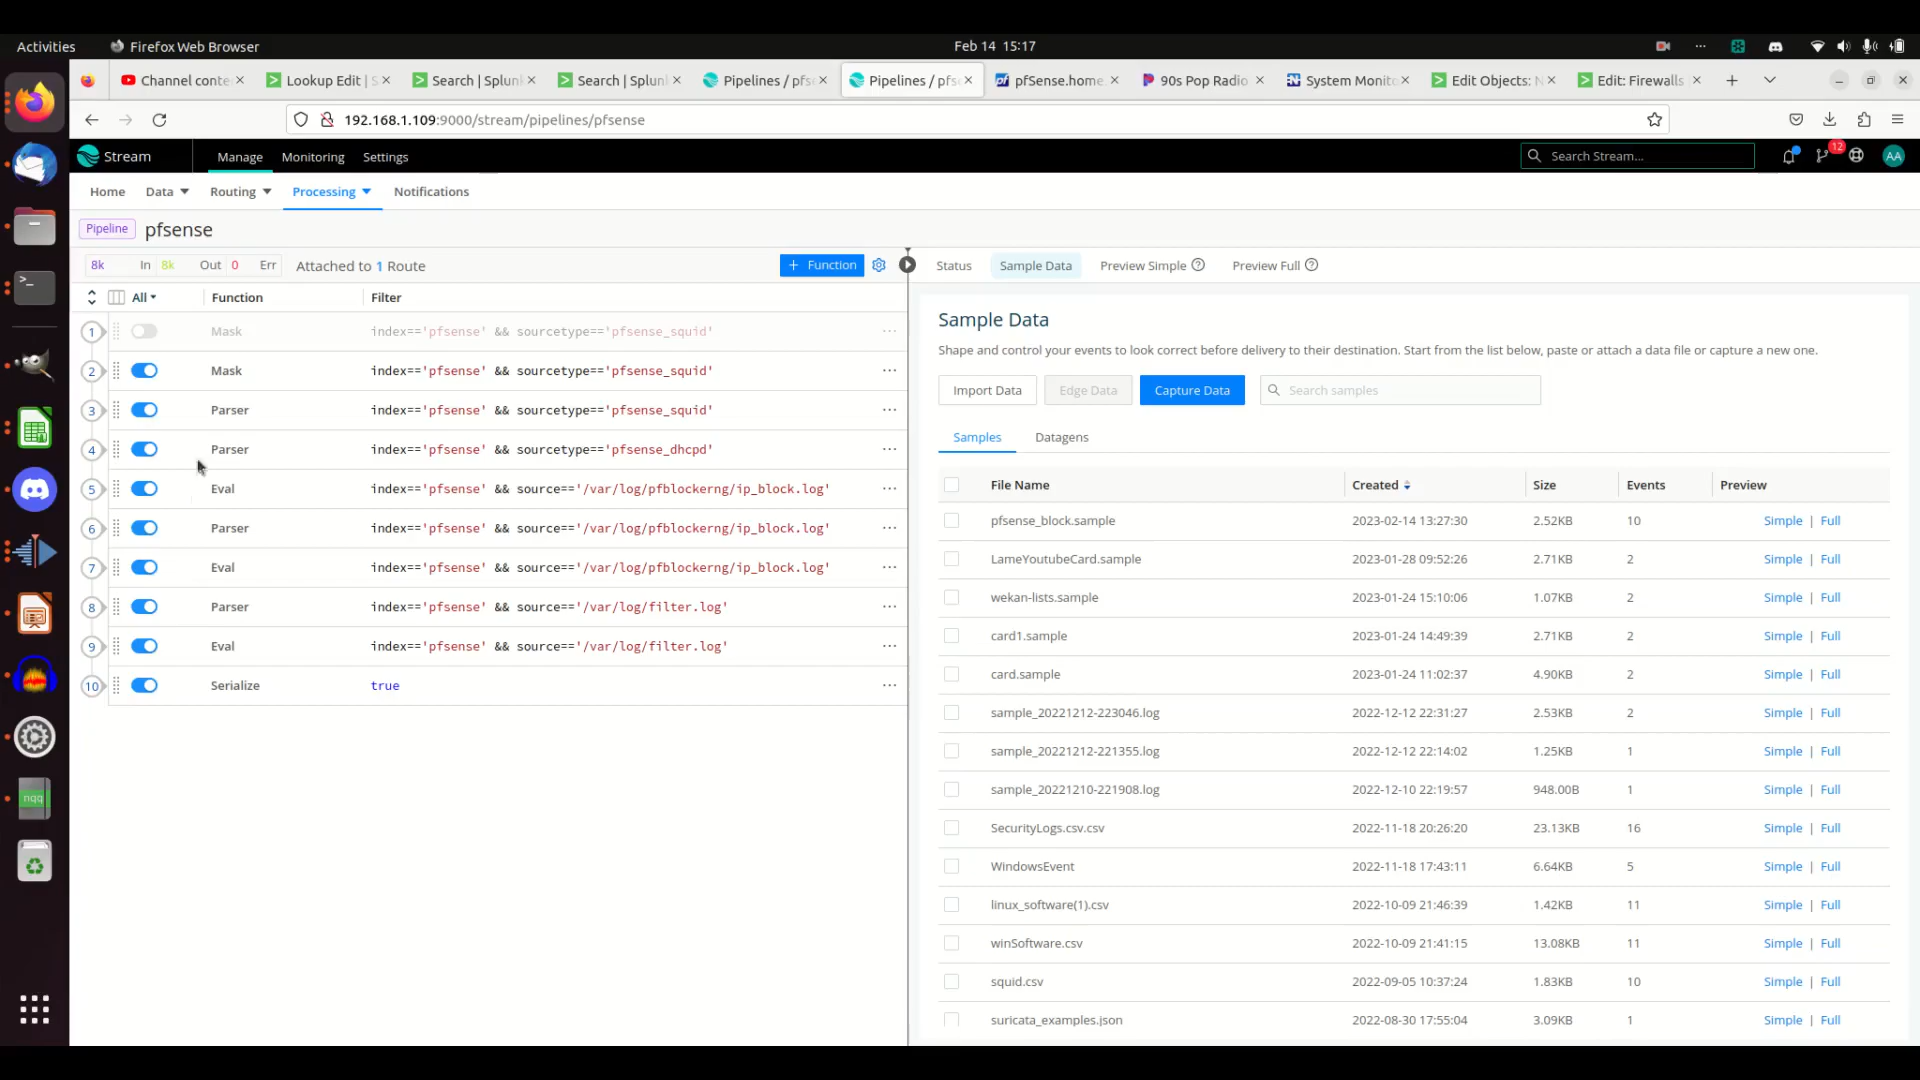 Activities Firefox Web Browser Feb 14 15:17
Channel conte Lookup Edit | S Search | Splunk Search | Splunk Pipelines / pfs Pipelines / pfs pfSense.home. 90s Pop Radio System Monito Edit Objects: N Edit: Firewalls
192.168.1.109:9000/stream/pipelines/pfsense
Stream Manage Monitoring Settings Search Stream... 12 AA
Home Data Routing Processing Notifications
Pipeline pfsense
8k In 8k Out 0 Err Attached to 1 Route + Function Status Sample Data Preview Simple Preview Full
All Function Filter
1 Mask index=='pfsense' && sourcetype=='pfsense_squid' ...
2 Mask index=='pfsense' && sourcetype=='pfsense_squid' ...
3 Parser index=='pfsense' && sourcetype=='pfsense_squid' ...
4 Parser index=='pfsense' && sourcetype=='pfsense_dhcpd' ...
5 Eval index=='pfsense' && source=='/var/log/pfblockerng/ip_block.log' ...
6 Parser index=='pfsense' && source=='/var/log/pfblockerng/ip_block.log' ...
7 Eval index=='pfsense' && source=='/var/log/pfblockerng/ip_block.log' ...
8 Parser index=='pfsense' && source=='/var/log/filter.log' ...
9 Eval index=='pfsense' && source=='/var/log/filter.log' ...
10 Serialize true ...
Sample Data
Shape and control your events to look correct before delivery to their destination. Start from the list below, paste or attach a data file or capture a new one.
Import Data Edge Data Capture Data Search samples
Samples Datagens
File Name Created Size Events Preview
pfsense_block.sample 2023-02-14 13:27:30 2.52KB 10 Simple | Full
LameYoutubeCard.sample 2023-01-28 09:52:26 2.71KB 2 Simple | Full
wekan-lists.sample 2023-01-24 15:10:06 1.07KB 2 Simple | Full
card1.sample 2023-01-24 14:49:39 2.71KB 2 Simple | Full
card.sample 2023-01-24 11:02:37 4.90KB 2 Simple | Full
sample_20221212-223046.log 2022-12-12 22:31:27 2.53KB 2 Simple | Full
sample_20221212-221355.log 2022-12-12 22:14:02 1.25KB 1 Simple | Full
sample_20221210-221908.log 2022-12-10 22:19:57 948.00B 1 Simple | Full
SecurityLogs.csv.csv 2022-11-18 20:26:20 23.13KB 16 Simple | Full
WindowsEvent 2022-11-18 17:43:11 6.64KB 5 Simple | Full
linux_software(1).csv 2022-10-09 21:46:39 1.42KB 11 Simple | Full
winSoftware.csv 2022-10-09 21:41:15 13.08KB 11 Simple | Full
squid.csv 2022-09-05 10:37:24 1.83KB 10 Simple | Full
suricata_examples.json 2022-08-30 17:55:04 3.09KB 1 Simple | Full
nqq